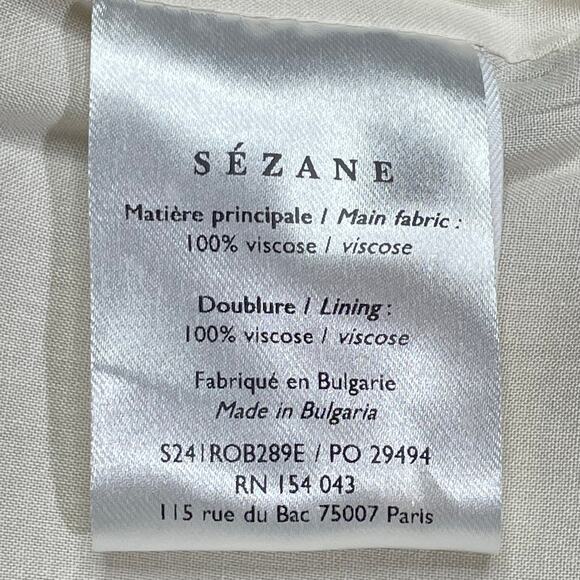 SÉZANE
Matière principale / Main fabric :
100% viscose / viscose
Doublure / Lining :
100% viscose / viscose
Fabriqué en Bulgarie
Made in Bulgaria
S241ROB289E / PO 29494
RN 154 043
115 rue du Bac 75007 Paris